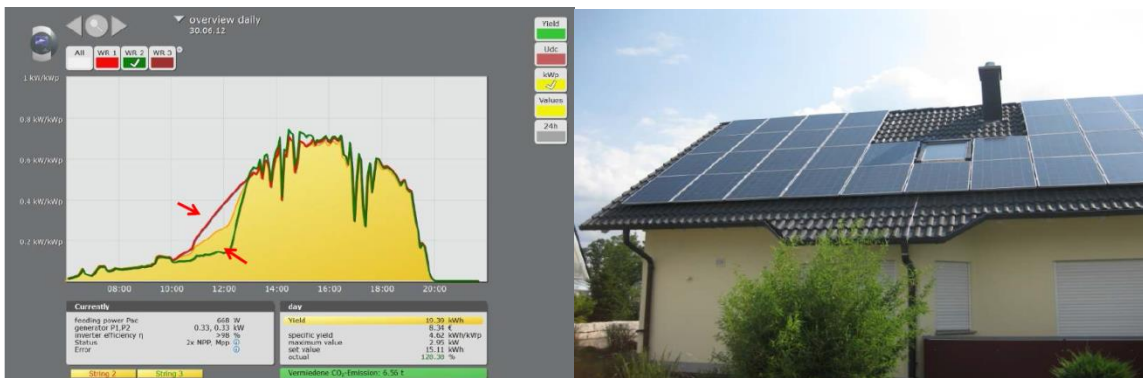 overview daily
30.06.12
All WR 1 WR 2 WR 3
Yield
Udc
kWp
Values
24h
1 kW/kWp
0.8 kW/kWp
0.6 kW/kWp
0.4 kW/kWp
0.2 kW/kWp
08:00 10:00 12:00 14:00 16:00 18:00 20:00
Currently
feeding power Pac 668 W
generator P1,P2 0.33, 0.33 kW
inverter efficiency η >98 %
Status 2x NPP, Mpp
Error
String 2 String 3
day
Yield kWh
8.34 €
specific yield 4.62 kWh/kWp
maximum value 2.95 kW
set value 15.11 kWh
actual 128.30 %
Vermiedene CO₂-Emission: 6.56 t